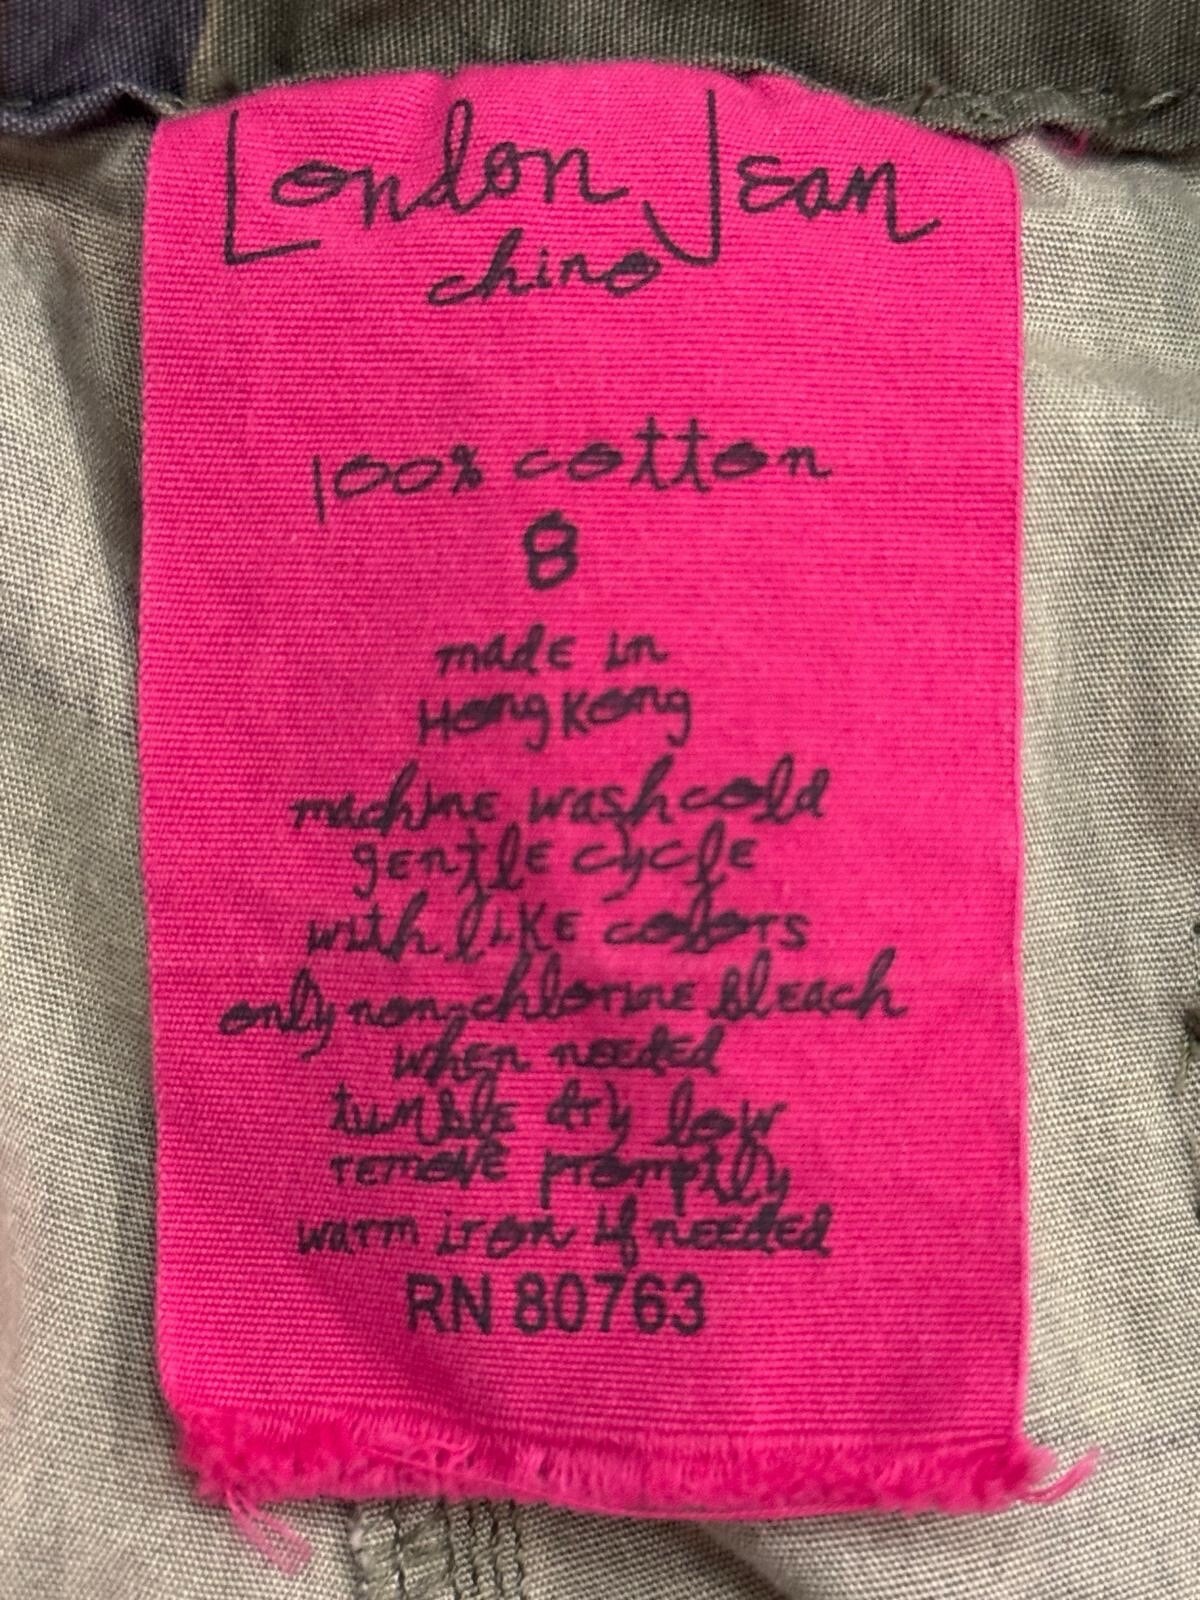 London Jean
chino
100% cotton
8
made in
Hong Kong
machine wash cold
gentle cycle
with like colors
only non-chlorine bleach
when needed
tumble dry low
remove promptly
warm iron if needed
RN 80763